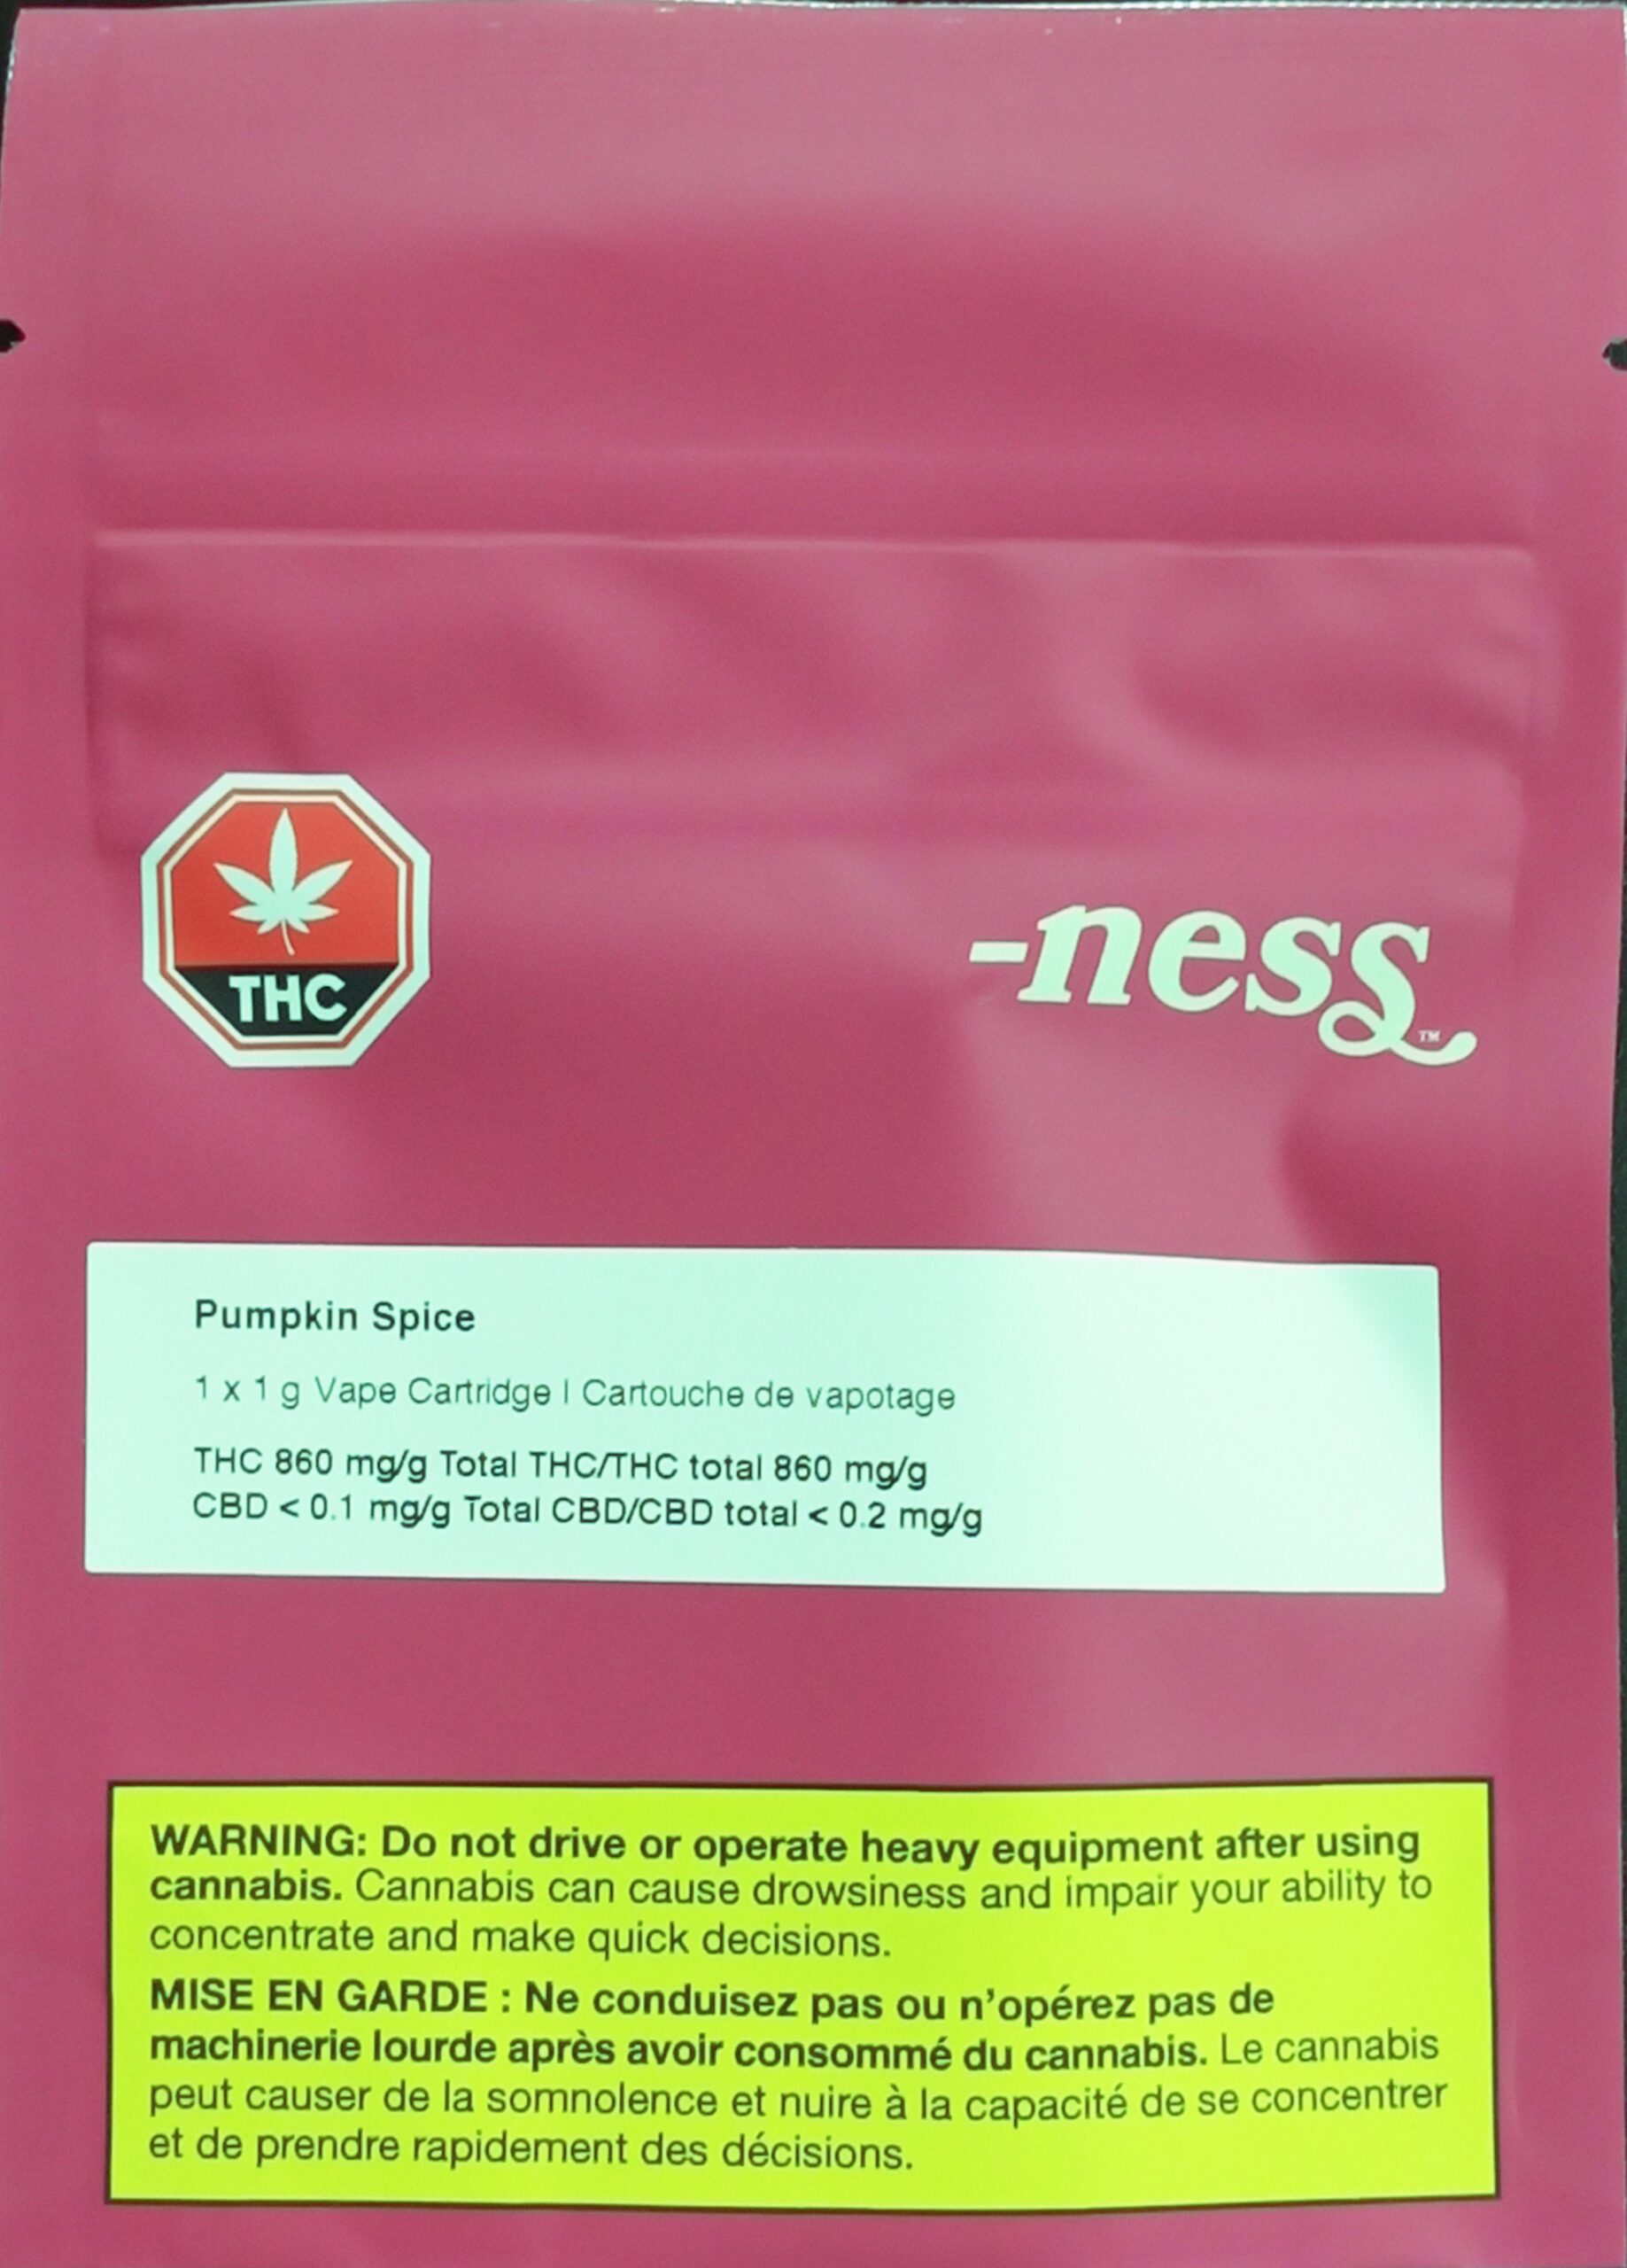 THC
-ness™
Pumpkin Spice
1 x 1 g Vape Cartridge | Cartouche de vapotage
THC 860 mg/g Total THC/THC total 860 mg/g
CBD < 0.1 mg/g Total CBD/CBD total < 0.2 mg/g
WARNING: Do not drive or operate heavy equipment after using
cannabis. Cannabis can cause drowsiness and impair your ability to
concentrate and make quick decisions.
MISE EN GARDE : Ne conduisez pas ou n'opérez pas de
machinerie lourde après avoir consommé du cannabis. Le cannabis
peut causer de la somnolence et nuire à la capacité de se concentrer
et de prendre rapidement des décisions.